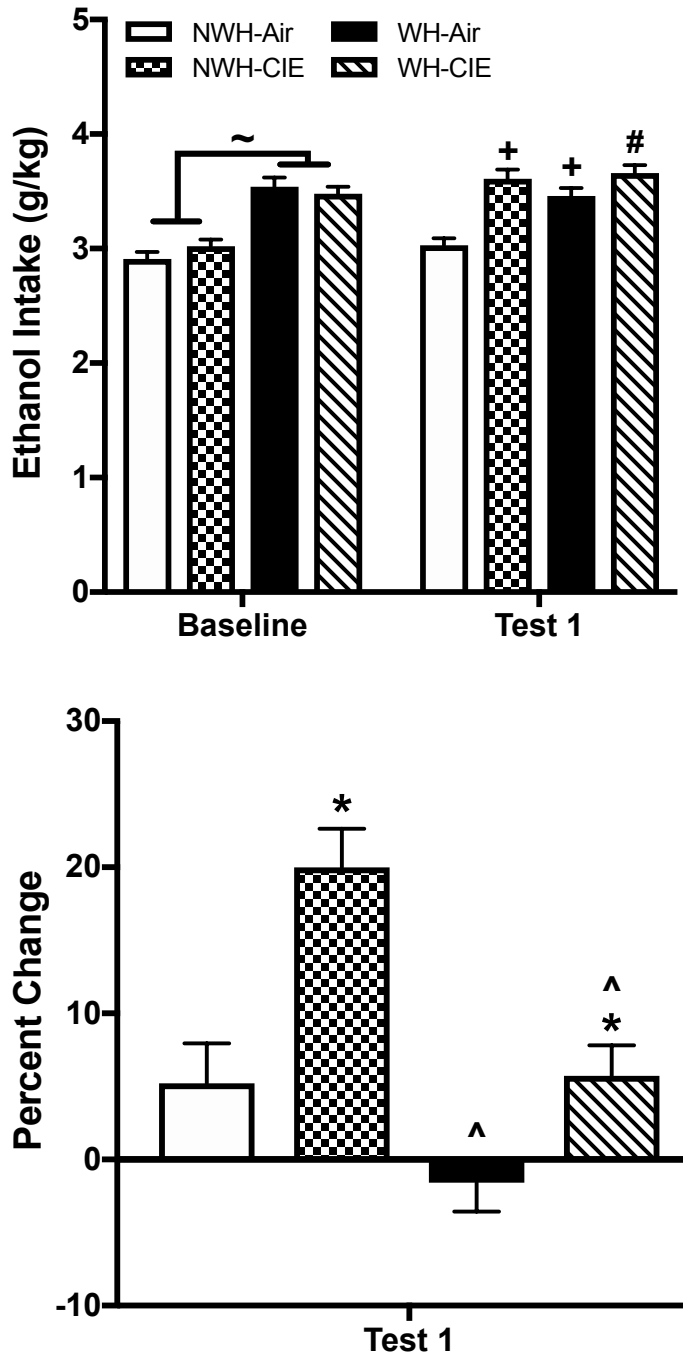 5
4
3
2
1
0
Ethanol Intake (g/kg)
NWH-Air WH-Air
NWH-CIE WH-CIE
~
+ + #
Baseline Test 1
30
20
10
0
-10
Percent Change
*
^
^
*
Test 1